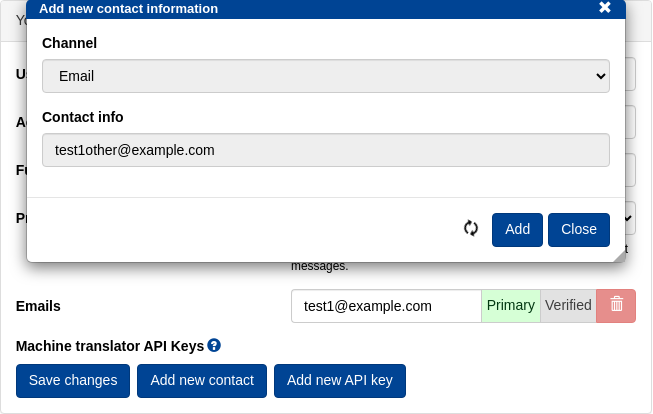 Add new contact information
Channel
Email
Contact info
test1other@example.com
Add Close
messages.
Emails test1@example.com Primary Verified
Machine translator API Keys
Save changes Add new contact Add new API key